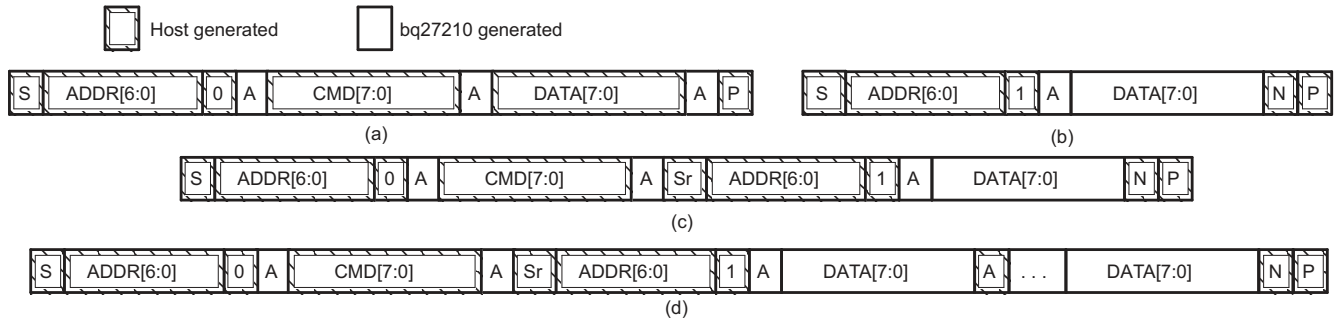 Host generated bq27210 generated
S ADDR[6:0] 0 A CMD[7:0] A DATA[7:0] A P S ADDR[6:0] 1 A DATA[7:0] N P
(a) (b)
S ADDR[6:0] 0 A CMD[7:0] A Sr ADDR[6:0] 1 A DATA[7:0] N P
(c)
S ADDR[6:0] 0 A CMD[7:0] A Sr ADDR[6:0] 1 A DATA[7:0] A . . . DATA[7:0] N P
(d)